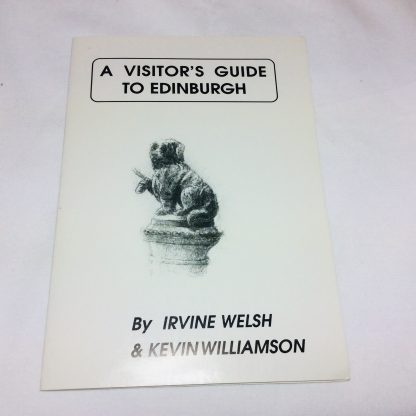 A VISITOR'S GUIDE
TO EDINBURGH
By IRVINE WELSH
& KEVIN WILLIAMSON